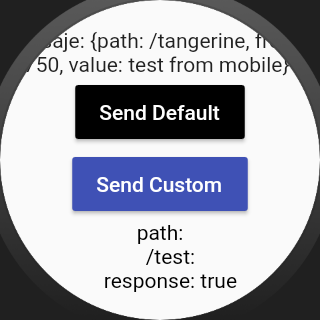 saje: {path: /tangerine, fr
50, value: test from mobile}
Send Default
Send Custom
path:
/test:
response: true